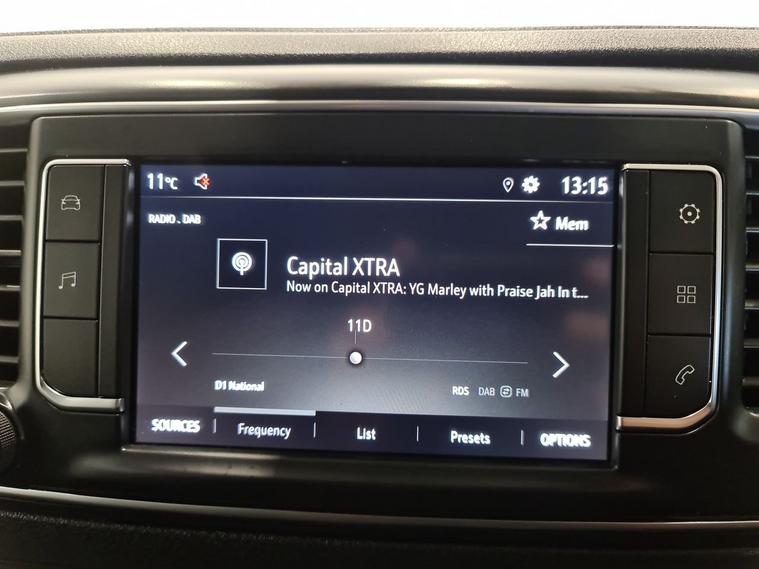 11°C
13:15
RADIO . DAB
Mem
Capital XTRA
Now on Capital XTRA: YG Marley with Praise Jah In t...
11D
D1 National
RDS DAB FM
SOURCES Frequency List Presets OPTIONS